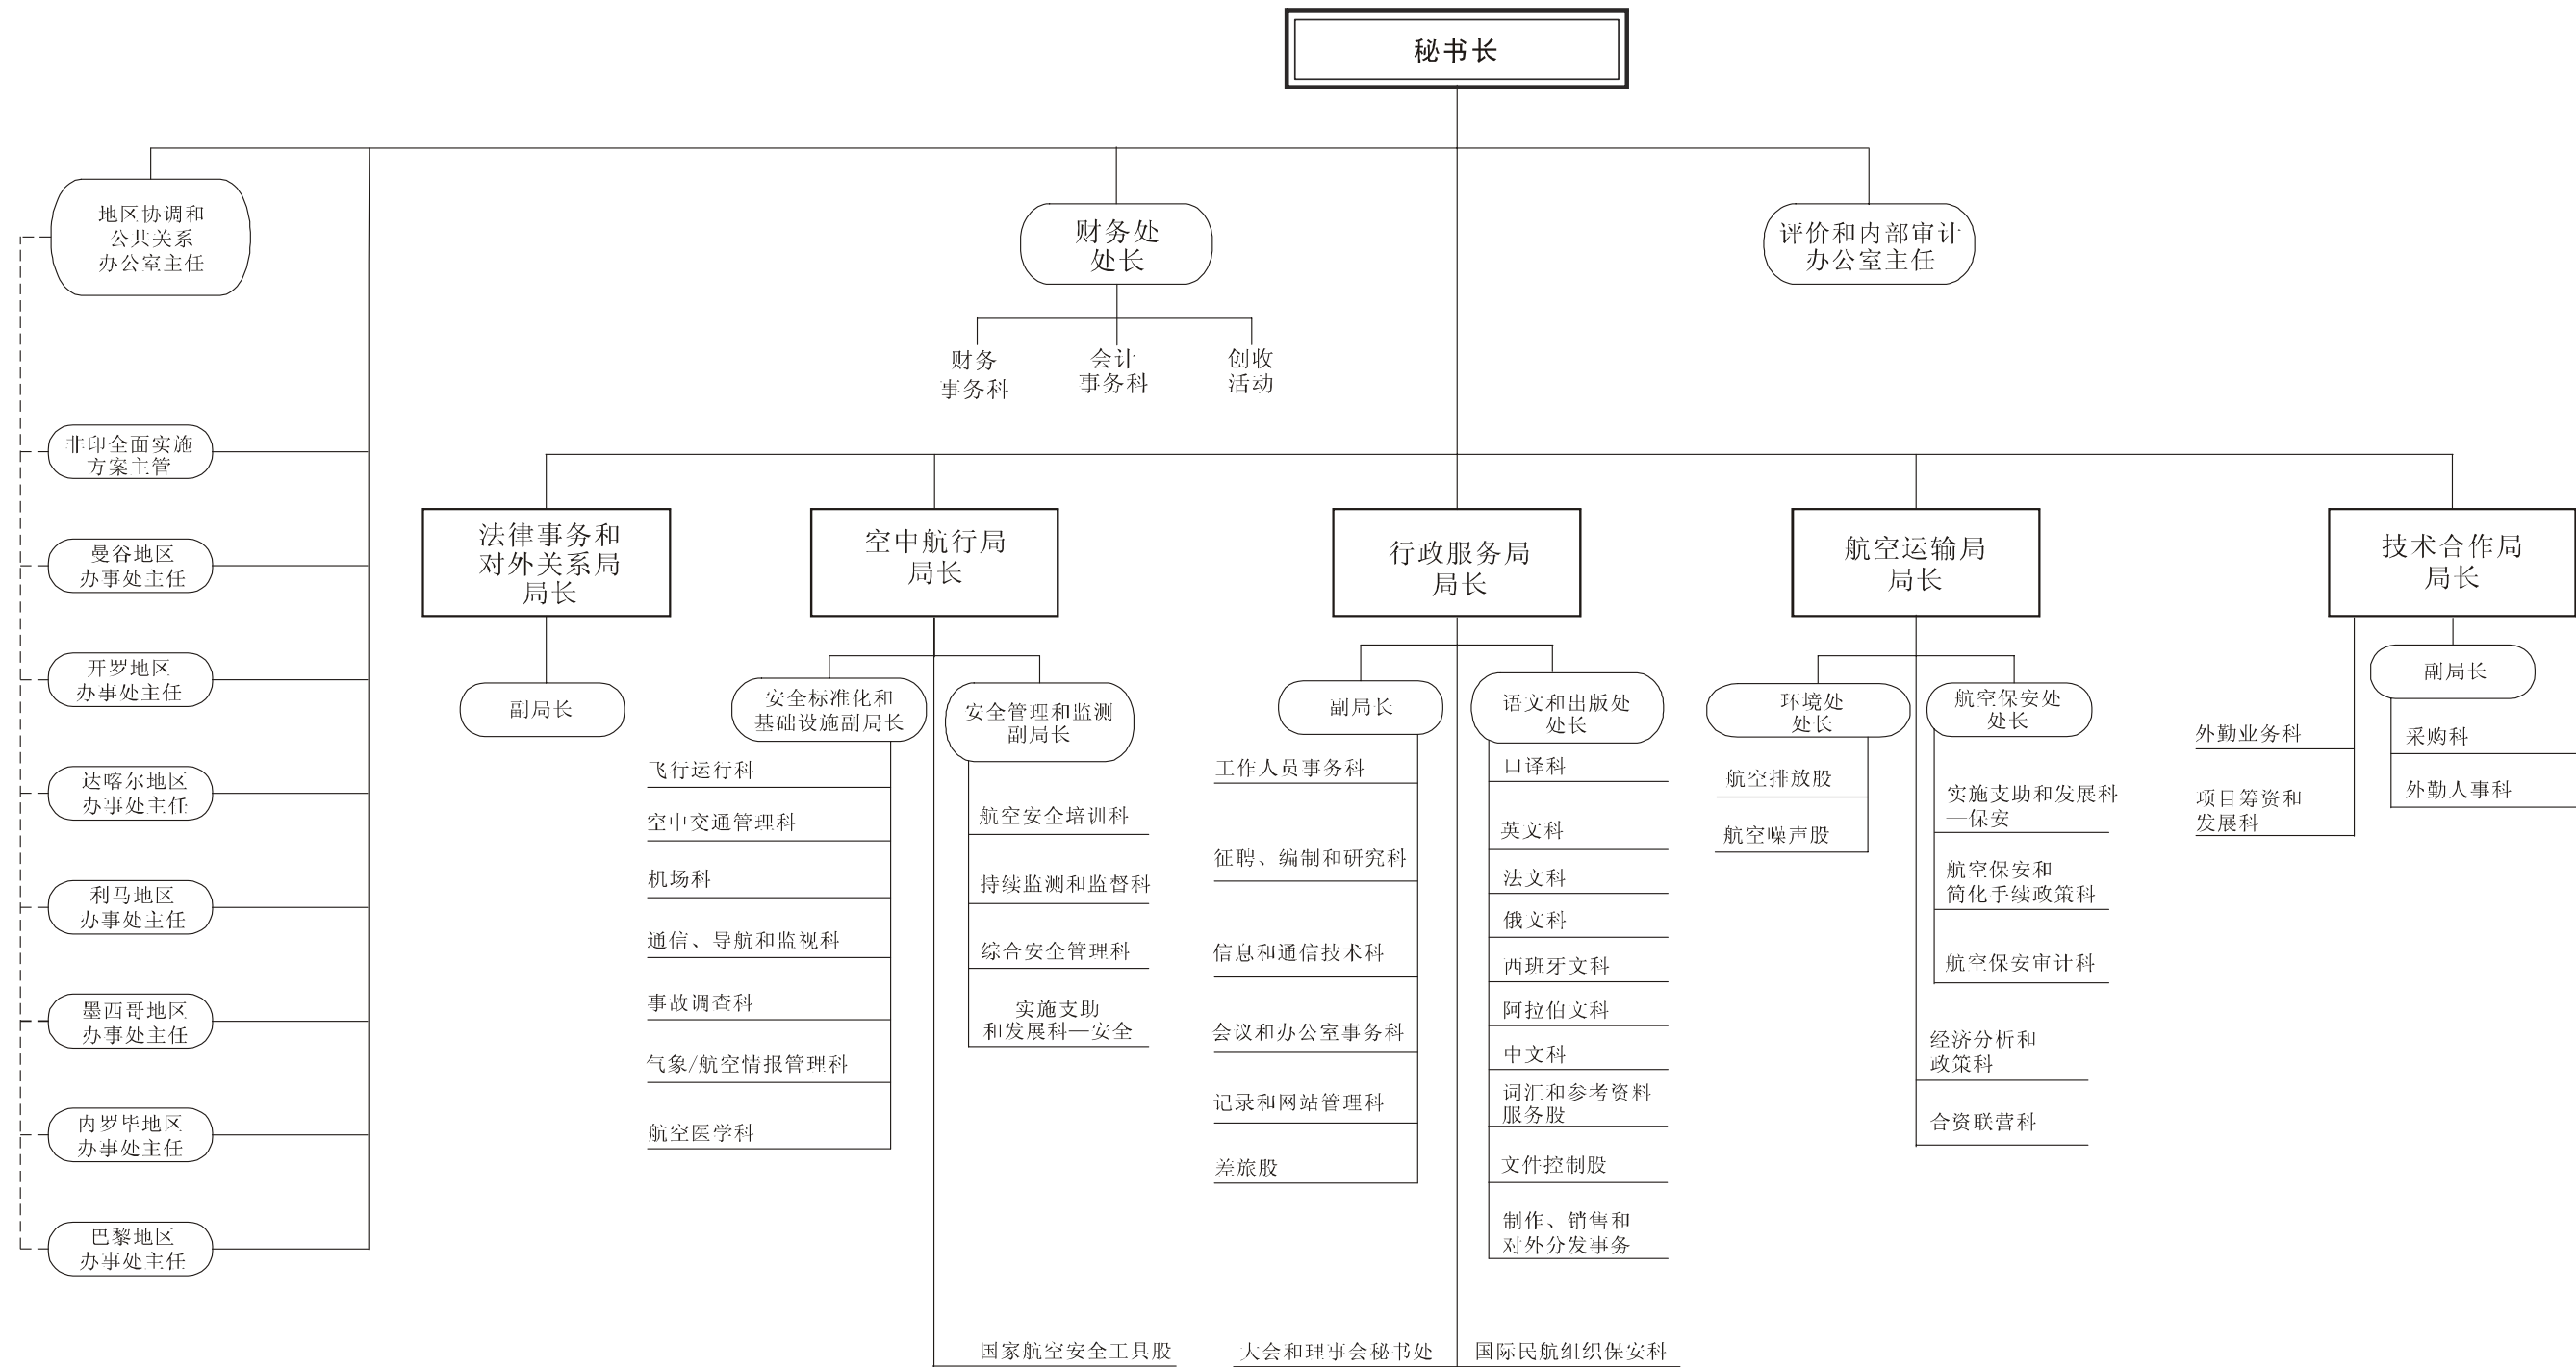 秘书长
地区协调和
公共关系
办公室主任
财务处
处长
评价和内部审计
办公室主任
财务
事务科
会计
事务科
创收
活动
非印全面实施
方案主管
曼谷地区
办事处主任
开罗地区
办事处主任
达喀尔地区
办事处主任
利马地区
办事处主任
墨西哥地区
办事处主任
内罗毕地区
办事处主任
巴黎地区
办事处主任
法律事务和
对外关系局
局长
副局长
空中航行局
局长
安全标准化和
基础设施副局长
飞行运行科
空中交通管理科
机场科
通信、导航和监视科
事故调查科
气象/航空情报管理科
航空医学科
安全管理和监测
副局长
航空安全培训科
持续监测和监督科
综合安全管理科
实施支助
和发展科—安全
国家航空安全工具股
行政服务局
局长
副局长
工作人员事务科
征聘、编制和研究科
信息和通信技术科
会议和办公室事务科
记录和网站管理科
差旅股
语文和出版处
处长
口译科
英文科
法文科
俄文科
西班牙文科
阿拉伯文科
中文科
词汇和参考资料
服务股
文件控制股
制作、销售和
对外分发事务
大会和理事会秘书处
国际民航组织保安科
航空运输局
局长
环境处
处长
航空排放股
航空噪声股
航空保安处
处长
实施支助和发展科
—保安
航空保安和
简化手续政策科
航空保安审计科
经济分析和
政策科
合资联营科
技术合作局
局长
副局长
外勤业务科
项目筹资和
发展科
采购科
外勤人事科